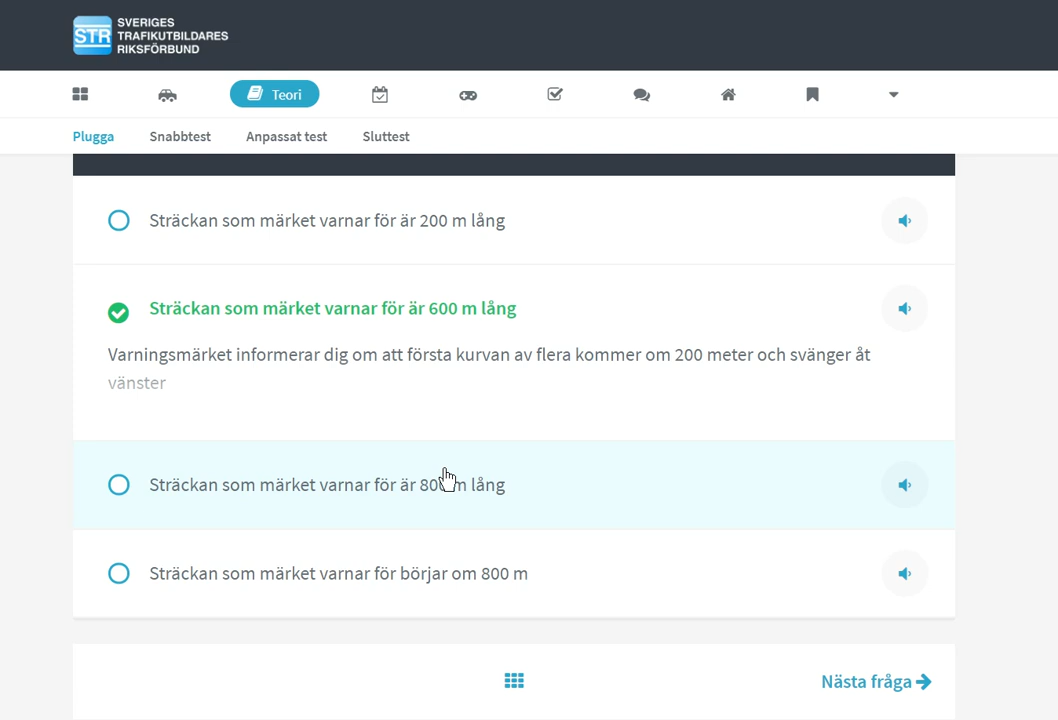 STR
SVERIGES
TRAFIKUTBILDARES
RIKSFÖRBUND
Teori
Plugga Snabbtest Anpassat test Sluttest
Sträckan som märket varnar för är 200 m lång
Sträckan som märket varnar för är 600 m lång
Varningsmärket informerar dig om att första kurvan av flera kommer om 200 meter och svänger åt
vänster
Sträckan som märket varnar för är 800 m lång
Sträckan som märket varnar för börjar om 800 m
Nästa fråga